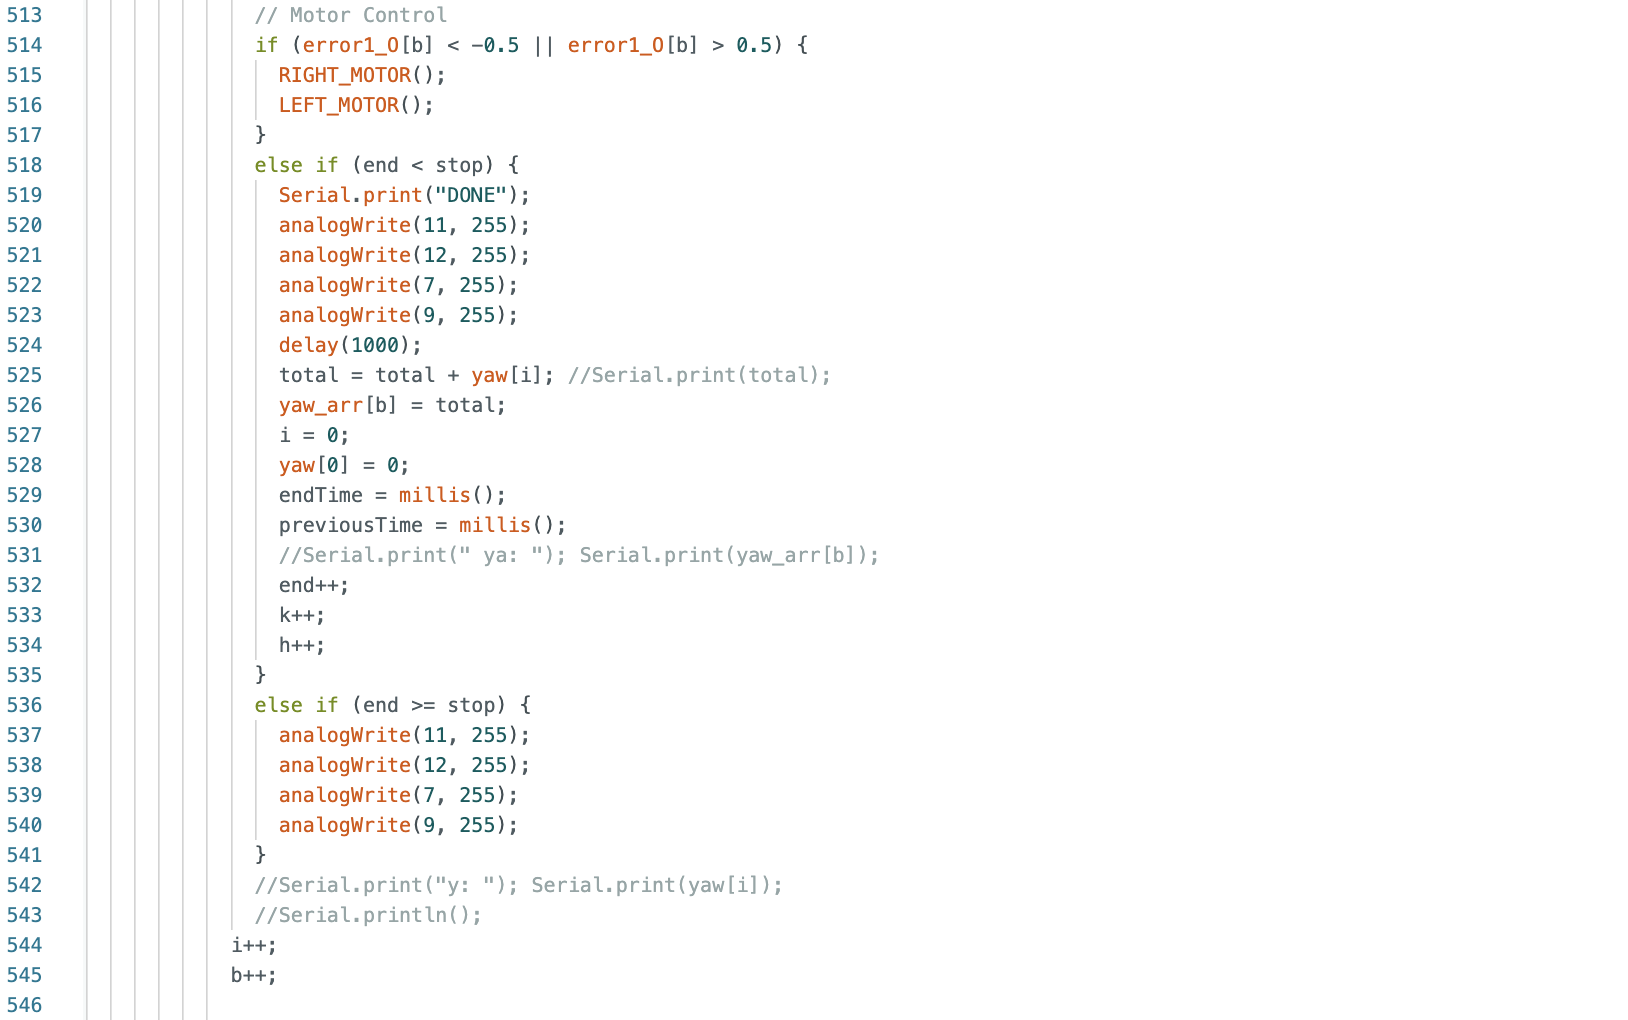 513 // Motor Control
514 if (error1_O[b] < -0.5 || error1_O[b] > 0.5) {
515 RIGHT_MOTOR();
516 LEFT_MOTOR();
517 }
518 else if (end < stop) {
519 Serial.print("DONE");
520 analogWrite(11, 255);
521 analogWrite(12, 255);
522 analogWrite(7, 255);
523 analogWrite(9, 255);
524 delay(1000);
525 total = total + yaw[i]; //Serial.print(total);
526 yaw_arr[b] = total;
527 i = 0;
528 yaw[0] = 0;
529 endTime = millis();
530 previousTime = millis();
531 //Serial.print(" ya: "); Serial.print(yaw_arr[b]);
532 end++;
533 k++;
534 h++;
535 }
536 else if (end >= stop) {
537 analogWrite(11, 255);
538 analogWrite(12, 255);
539 analogWrite(7, 255);
540 analogWrite(9, 255);
541 }
542 //Serial.print("y: "); Serial.print(yaw[i]);
543 //Serial.println();
544 i++;
545 b++;
546